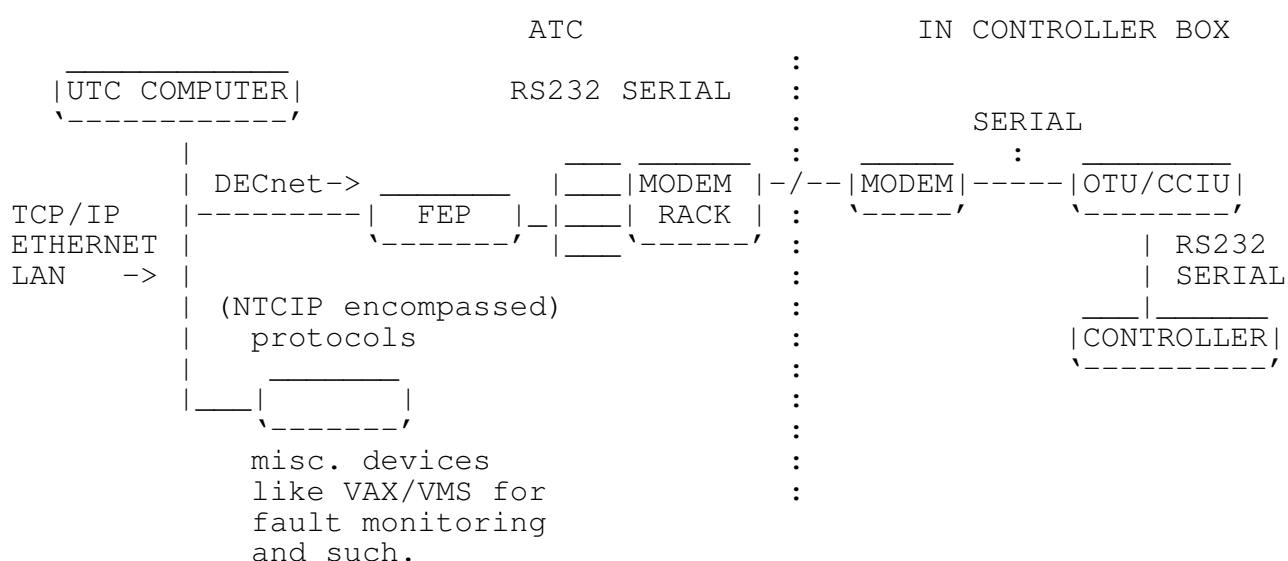 ATC IN CONTROLLER BOX
UTC COMPUTER RS232 SERIAL
SERIAL
DECnet-> MODEM MODEM OTU/CCIU
TCP/IP FEP RACK
ETHERNET RS232
LAN -> SERIAL
(NTCIP encompassed)
protocols CONTROLLER
misc. devices
like VAX/VMS for
fault monitoring
and such.